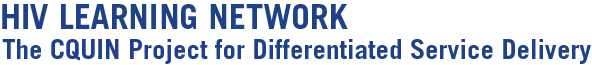 HIV LEARNING NETWORK
The CQUIN Project for Differentiated Service Delivery